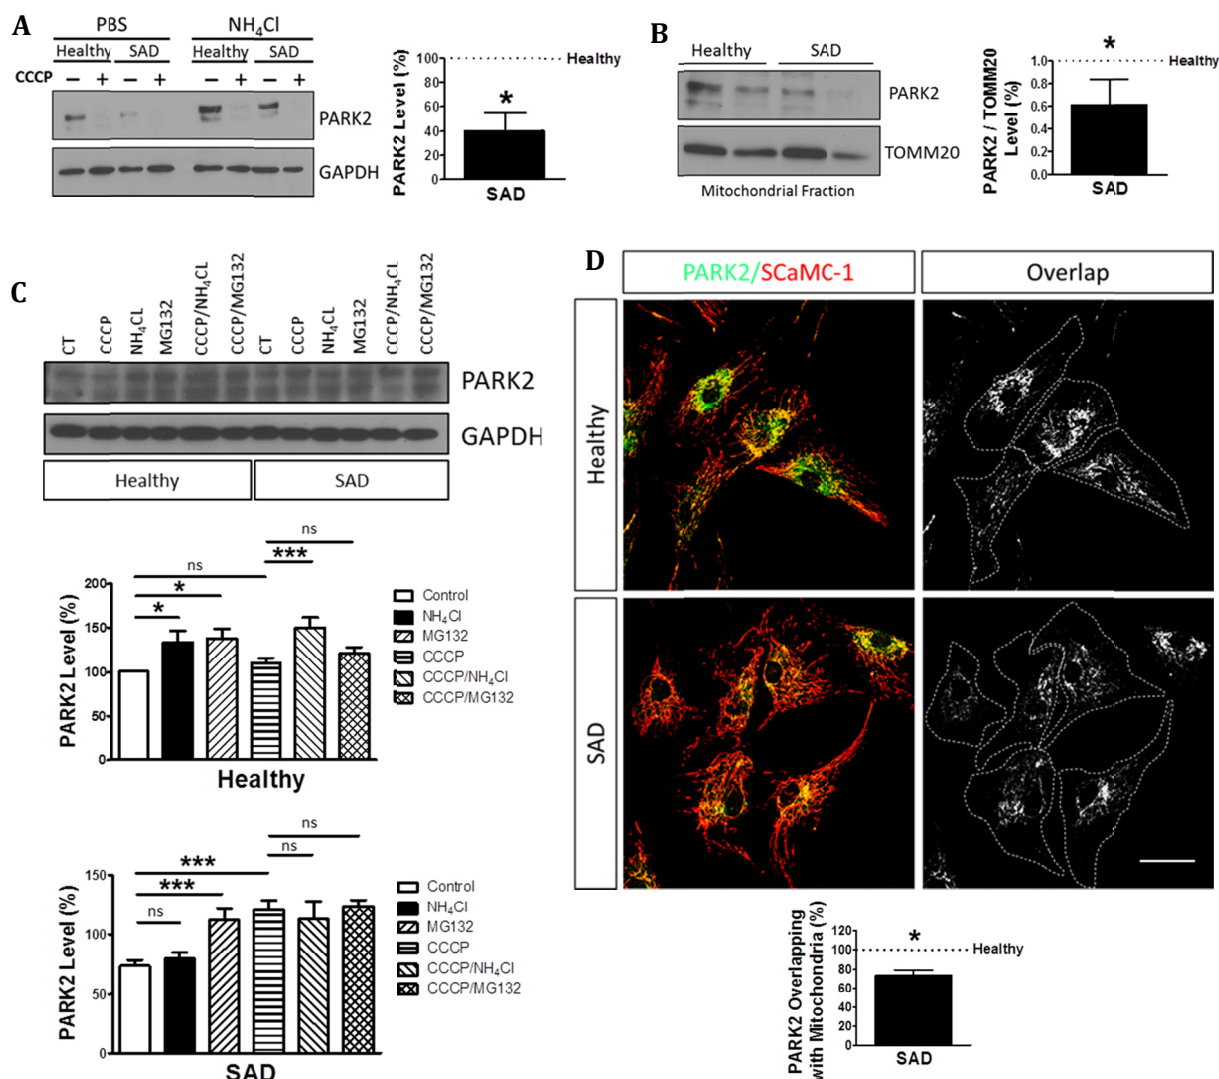 A
PBS
NH₄Cl
Healthy
SAD
Healthy
SAD
CCCP
–
+
–
+
–
+
–
+
PARK2
GAPDH
PARK2 Level (%)
100
80
60
40
20
0
Healthy
*
SAD
B
Healthy
SAD
PARK2
TOMM20
Mitochondrial Fraction
PARK2 / TOMM20
Level (%)
1.0
0.8
0.6
0.4
0.2
0.0
*
Healthy
SAD
C
CT
CCCP
NH₄CL
MG132
CCCP/NH₄CL
CCCP/MG132
CT
CCCP
NH₄CL
MG132
CCCP/NH₄CL
CCCP/MG132
PARK2
GAPDH
Healthy
SAD
PARK2 Level (%)
200
150
100
50
0
*
*
ns
***
ns
Healthy
Control
NH₄Cl
MG132
CCCP
CCCP/NH₄Cl
CCCP/MG132
PARK2 Level (%)
150
100
50
0
ns
***
***
ns
ns
SAD
Control
NH₄Cl
MG132
CCCP
CCCP/NH₄Cl
CCCP/MG132
D
PARK2/SCaMC-1
Overlap
Healthy
SAD
PARK2 Overlapping
with Mitochondria (%)
120
100
80
60
40
20
0
*
Healthy
SAD